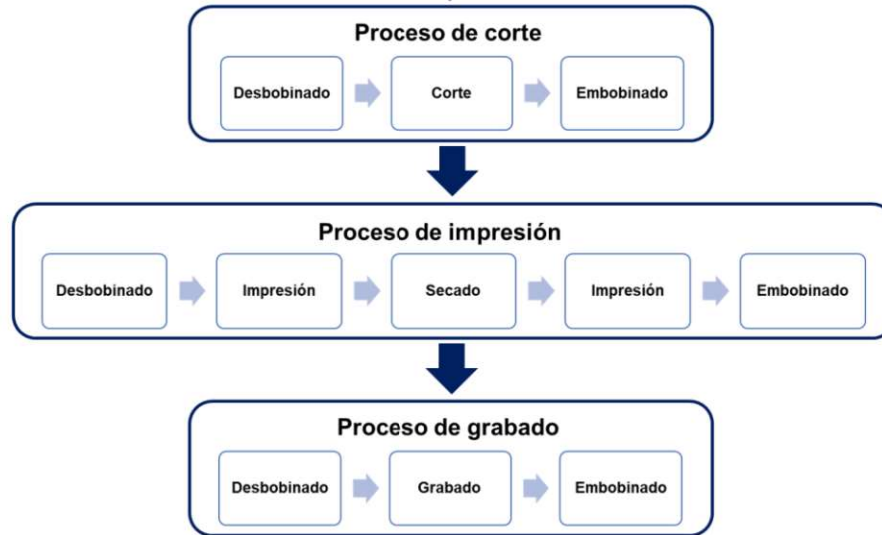 Proceso de corte
Desbobinado
Corte
Embobinado
Proceso de impresión
Desbobinado
Impresión
Secado
Impresión
Embobinado
Proceso de grabado
Desbobinado
Grabado
Embobinado